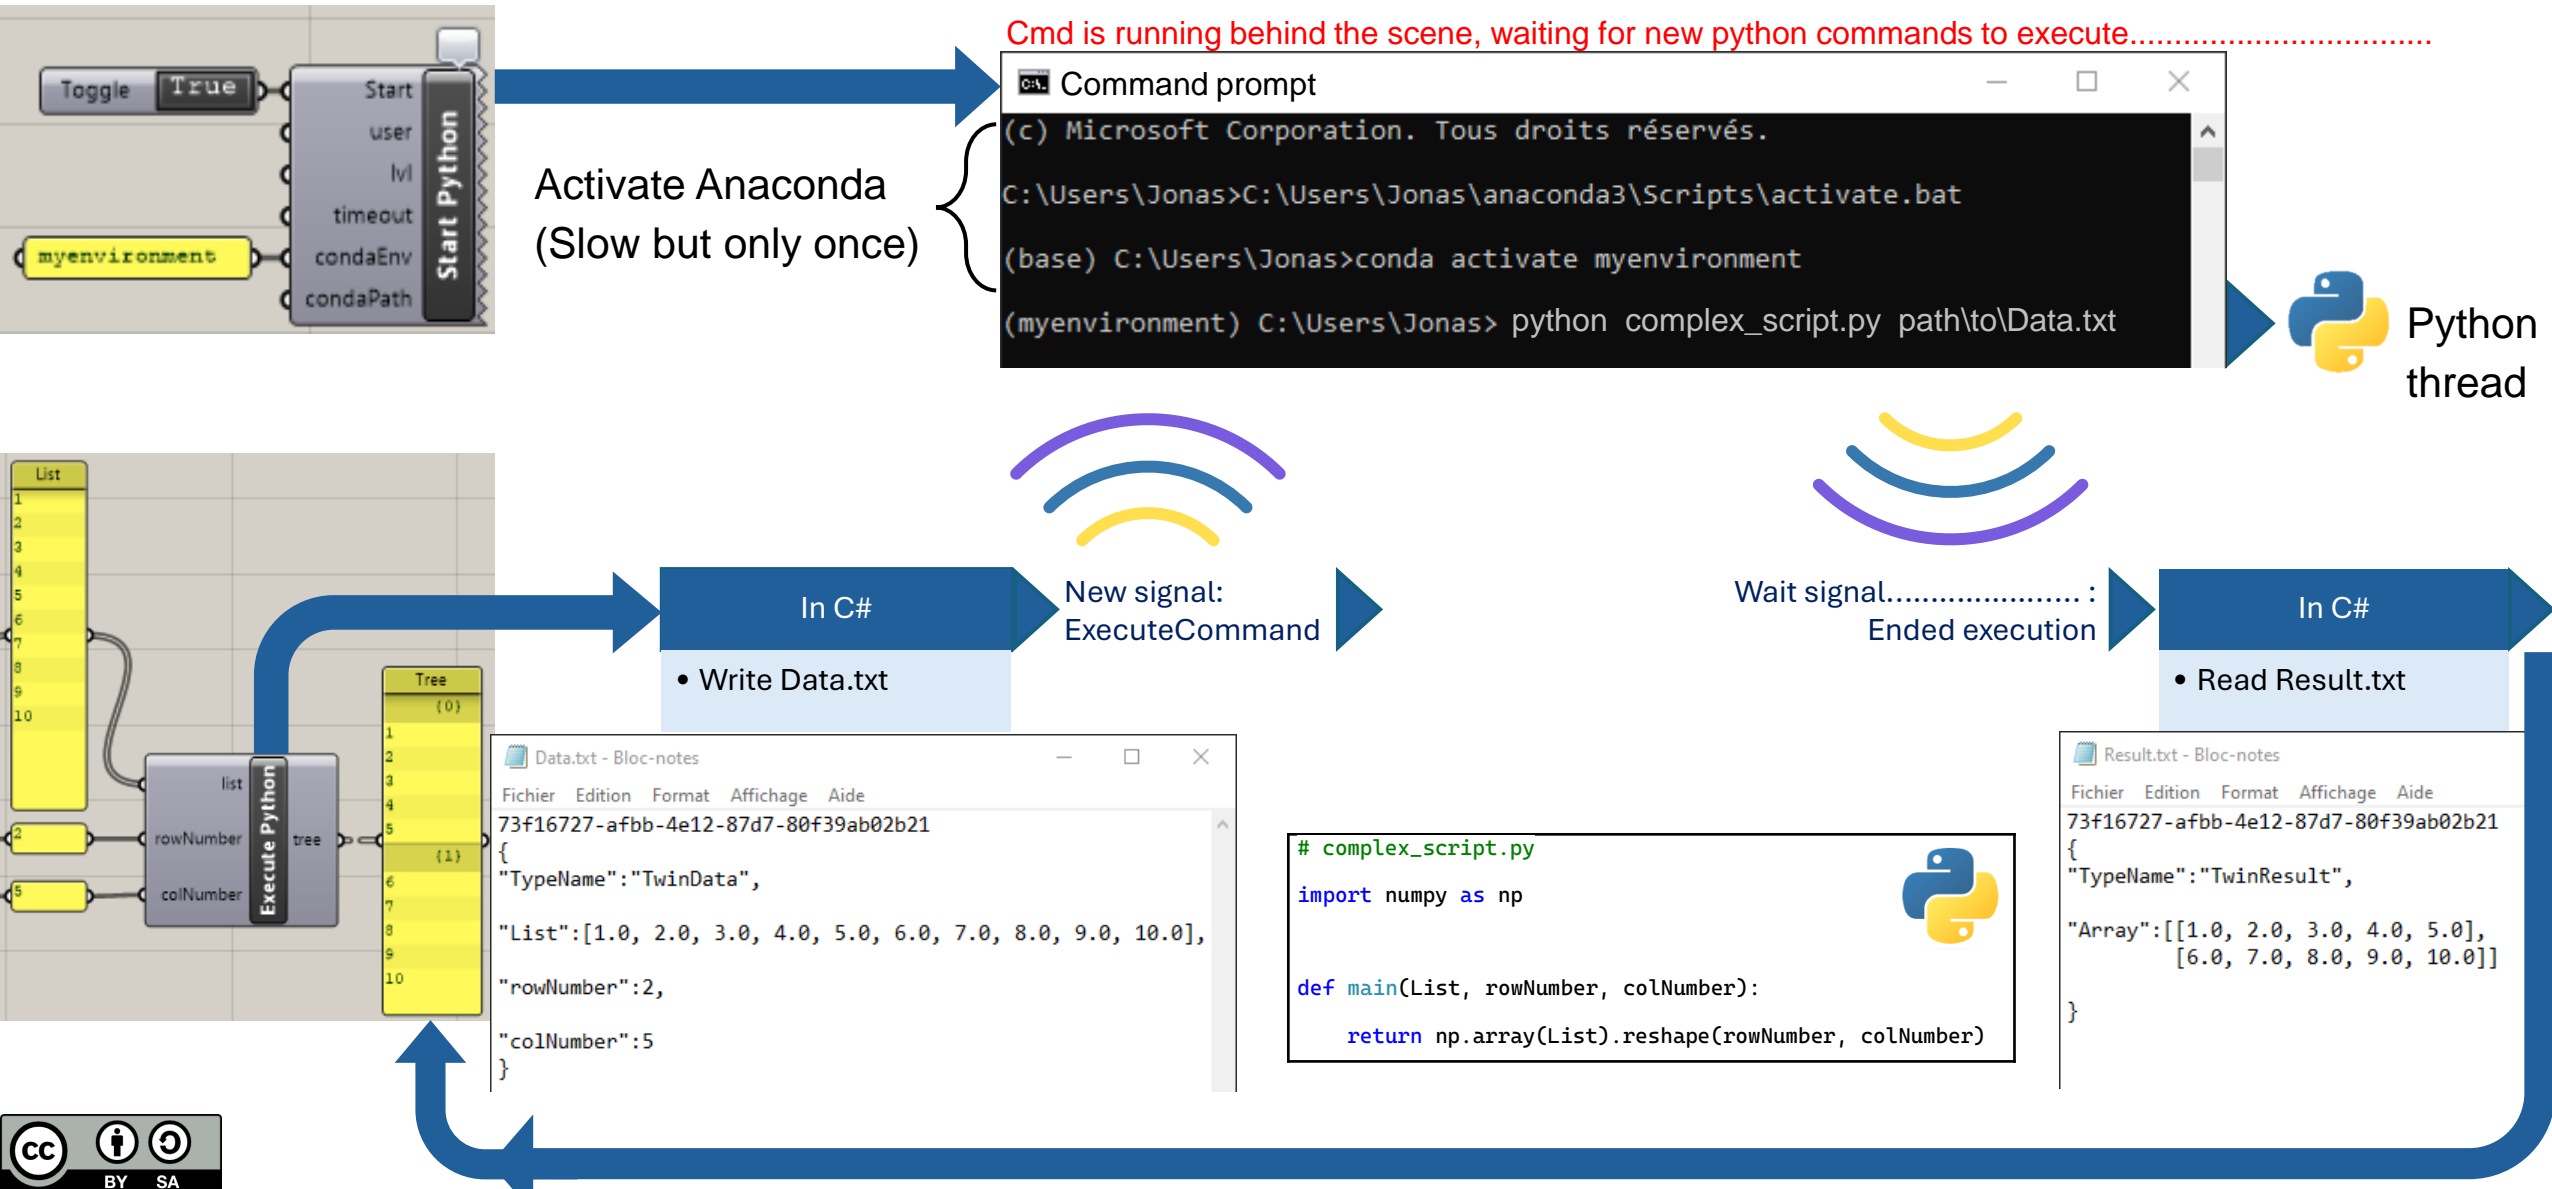 Cmd is running behind the scene, waiting for new python commands to execute..................................
Toggle True
Start
user
lvl
timeout
condaEnv
condaPath
Start Python
myenvironment
Activate Anaconda
(Slow but only once)
Command prompt
(c) Microsoft Corporation. Tous droits réservés.
C:\Users\Jonas>C:\Users\Jonas\anaconda3\Scripts\activate.bat
(base) C:\Users\Jonas>conda activate myenvironment
(myenvironment) C:\Users\Jonas> python complex_script.py path\to\Data.txt
Python
thread
List
1
2
3
4
5
6
7
8
9
10
2
5
list
rowNumber
colNumber
Execute Python
tree
Tree
{0}
1
2
3
4
5
{1}
6
7
8
9
10
In C#
• Write Data.txt
New signal:
ExecuteCommand
Wait signal...................... :
Ended execution
In C#
• Read Result.txt
Data.txt - Bloc-notes
Fichier Edition Format Affichage Aide
73f16727-afbb-4e12-87d7-80f39ab02b21
{
"TypeName":"TwinData",
"List":[1.0, 2.0, 3.0, 4.0, 5.0, 6.0, 7.0, 8.0, 9.0, 10.0],
"rowNumber":2,
"colNumber":5
}
# complex_script.py
import numpy as np
def main(List, rowNumber, colNumber):
return np.array(List).reshape(rowNumber, colNumber)
Result.txt - Bloc-notes
Fichier Edition Format Affichage Aide
73f16727-afbb-4e12-87d7-80f39ab02b21
{
"TypeName":"TwinResult",
"Array":[[1.0, 2.0, 3.0, 4.0, 5.0],
[6.0, 7.0, 8.0, 9.0, 10.0]]
}
cc
BY SA